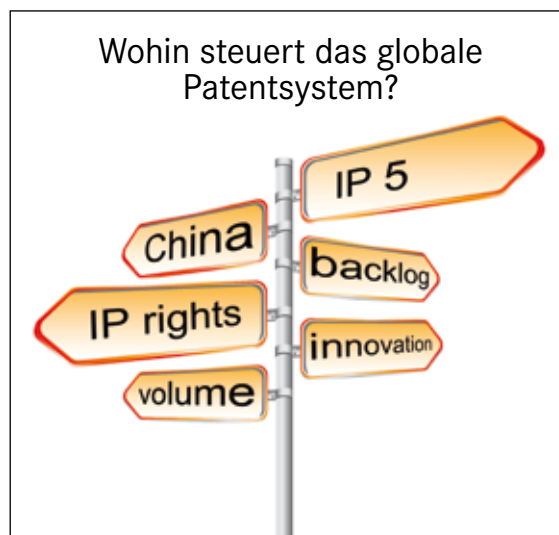 Wohin steuert das globale
Patentsystem?
IP 5
China
backlog
IP rights
innovation
volume